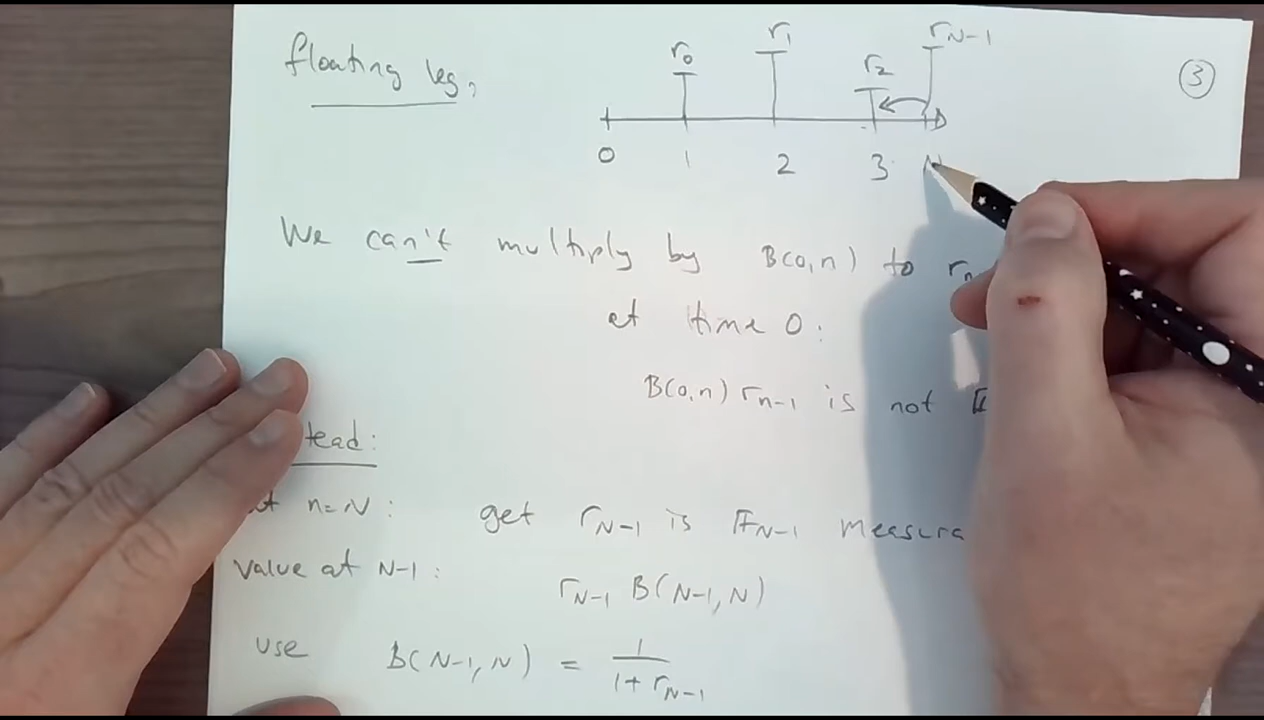 floating leg,
r0 r1 r2 rN-1
③
0 1 2 3 N
We can't multiply by B(0,n) to
at time 0:
B(0,n) rn-1 is not
n=N: get rN-1 is FN-1
Value at N-1: rN-1 B(N-1,N)
use B(N-1,N) = 1/(1+rN-1)